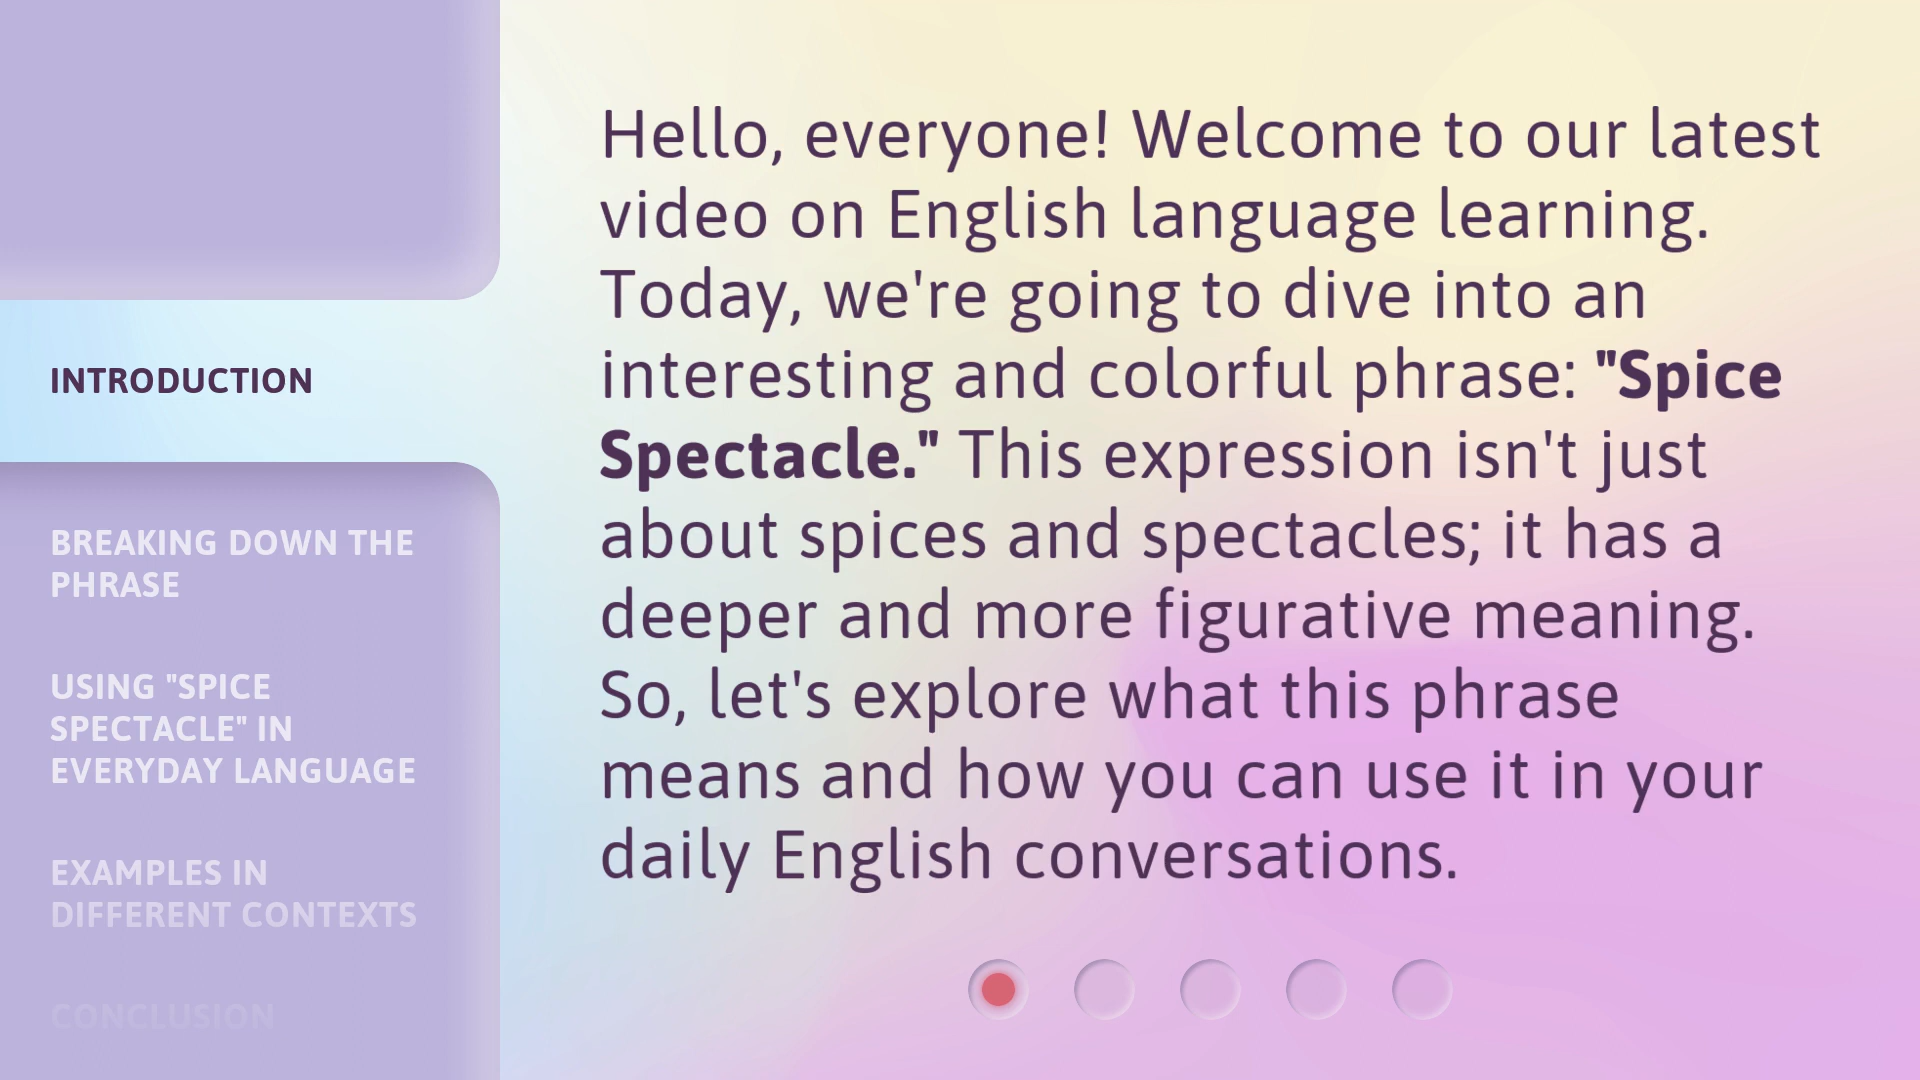 INTRODUCTION
BREAKING DOWN THE
PHRASE
USING "SPICE
SPECTACLE" IN
EVERYDAY LANGUAGE
EXAMPLES IN
DIFFERENT CONTEXTS
CONCLUSION
Hello, everyone! Welcome to our latest
video on English language learning.
Today, we're going to dive into an
interesting and colorful phrase: "Spice
Spectacle." This expression isn't just
about spices and spectacles; it has a
deeper and more figurative meaning.
So, let's explore what this phrase
means and how you can use it in your
daily English conversations.